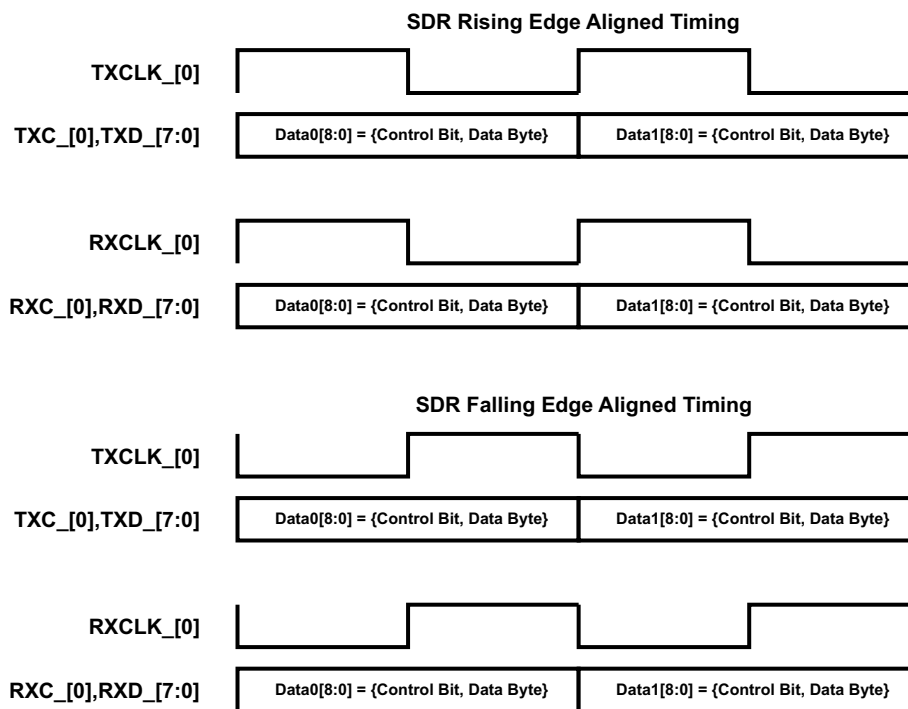 SDR Rising Edge Aligned Timing
TXCLK_[0]
TXC_[0],TXD_[7:0]
Data0[8:0] = {Control Bit, Data Byte}
Data1[8:0] = {Control Bit, Data Byte}
RXCLK_[0]
RXC_[0],RXD_[7:0]
Data0[8:0] = {Control Bit, Data Byte}
Data1[8:0] = {Control Bit, Data Byte}
SDR Falling Edge Aligned Timing
TXCLK_[0]
TXC_[0],TXD_[7:0]
Data0[8:0] = {Control Bit, Data Byte}
Data1[8:0] = {Control Bit, Data Byte}
RXCLK_[0]
RXC_[0],RXD_[7:0]
Data0[8:0] = {Control Bit, Data Byte}
Data1[8:0] = {Control Bit, Data Byte}